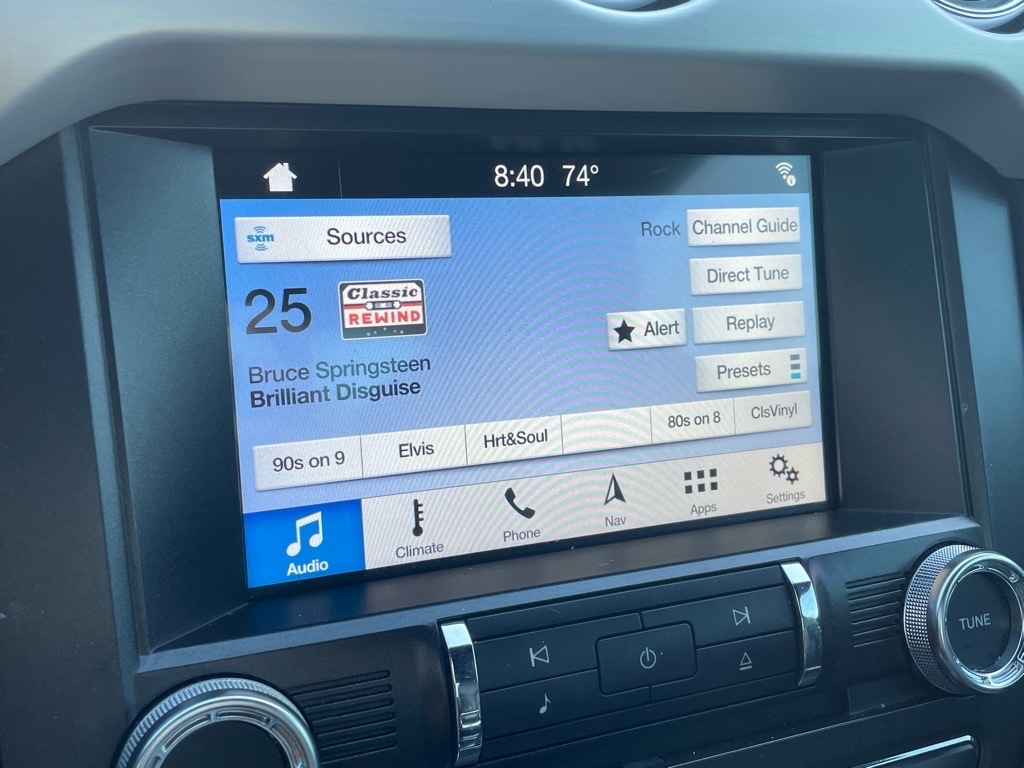 8:40 74°
sxm Sources
Rock Channel Guide
Direct Tune
25 Classic REWIND
Alert Replay
Presets
Bruce Springsteen
Brilliant Disguise
90s on 9 Elvis Hrt&Soul 80s on 8 ClsVinyl
Audio Climate Phone Nav Apps Settings
TUNE